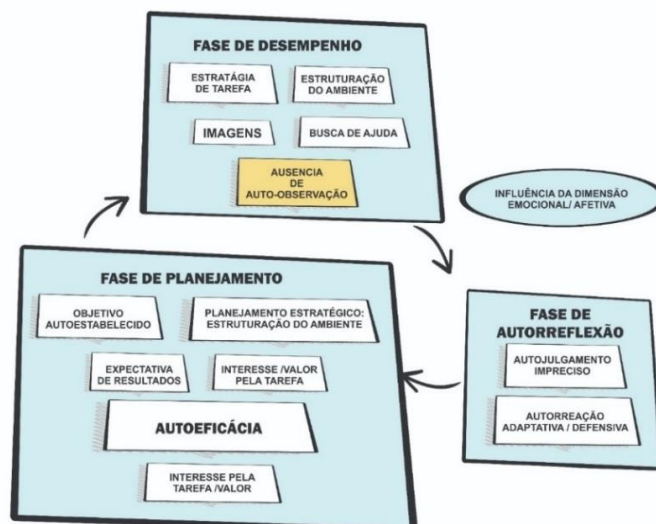 FASE DE DESEMPENHO
ESTRATÁGIA
DE TAREFA
ESTRUTURAÇÃO
DO AMBIENTE
IMAGENS
BUSCA DE AJUDA
AUSENCIA
DE
AUTO-OBSERVAÇÃO
INFLUÊNCIA DA DIMENSÃO
EMOCIONAL/ AFETIVA
FASE DE PLANEJAMENTO
OBJETIVO
AUTOESTABELECIDO
PLANEJAMENTO ESTRATÉGICO:
ESTRUTURAÇÃO DO AMBIENTE
EXPECTATIVA
DE RESULTADOS
INTERESSE /VALOR
PELA TAREFA
AUTOEFICÁCIA
INTERESSE PELA
TAREFA /VALOR
FASE DE
AUTORREFLEXÃO
AUTOJULGAMENTO
IMPRECISO
AUTORREAÇÃO
ADAPTATIVA / DEFENSIVA